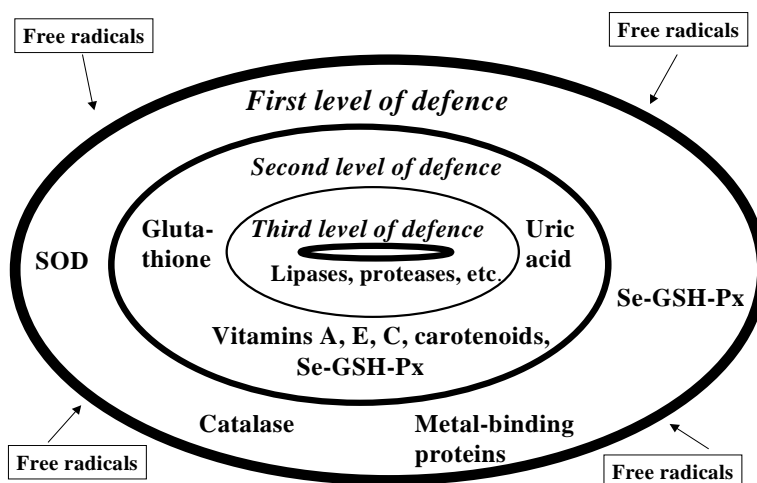 Free radicals
Free radicals
First level of defence
Second level of defence
Gluta-
thione
Third level of defence
Uric
acid
SOD
Lipases, proteases, etc.
Se-GSH-Px
Vitamins A, E, C, carotenoids,
Se-GSH-Px
Catalase
Metal-binding
proteins
Free radicals
Free radicals